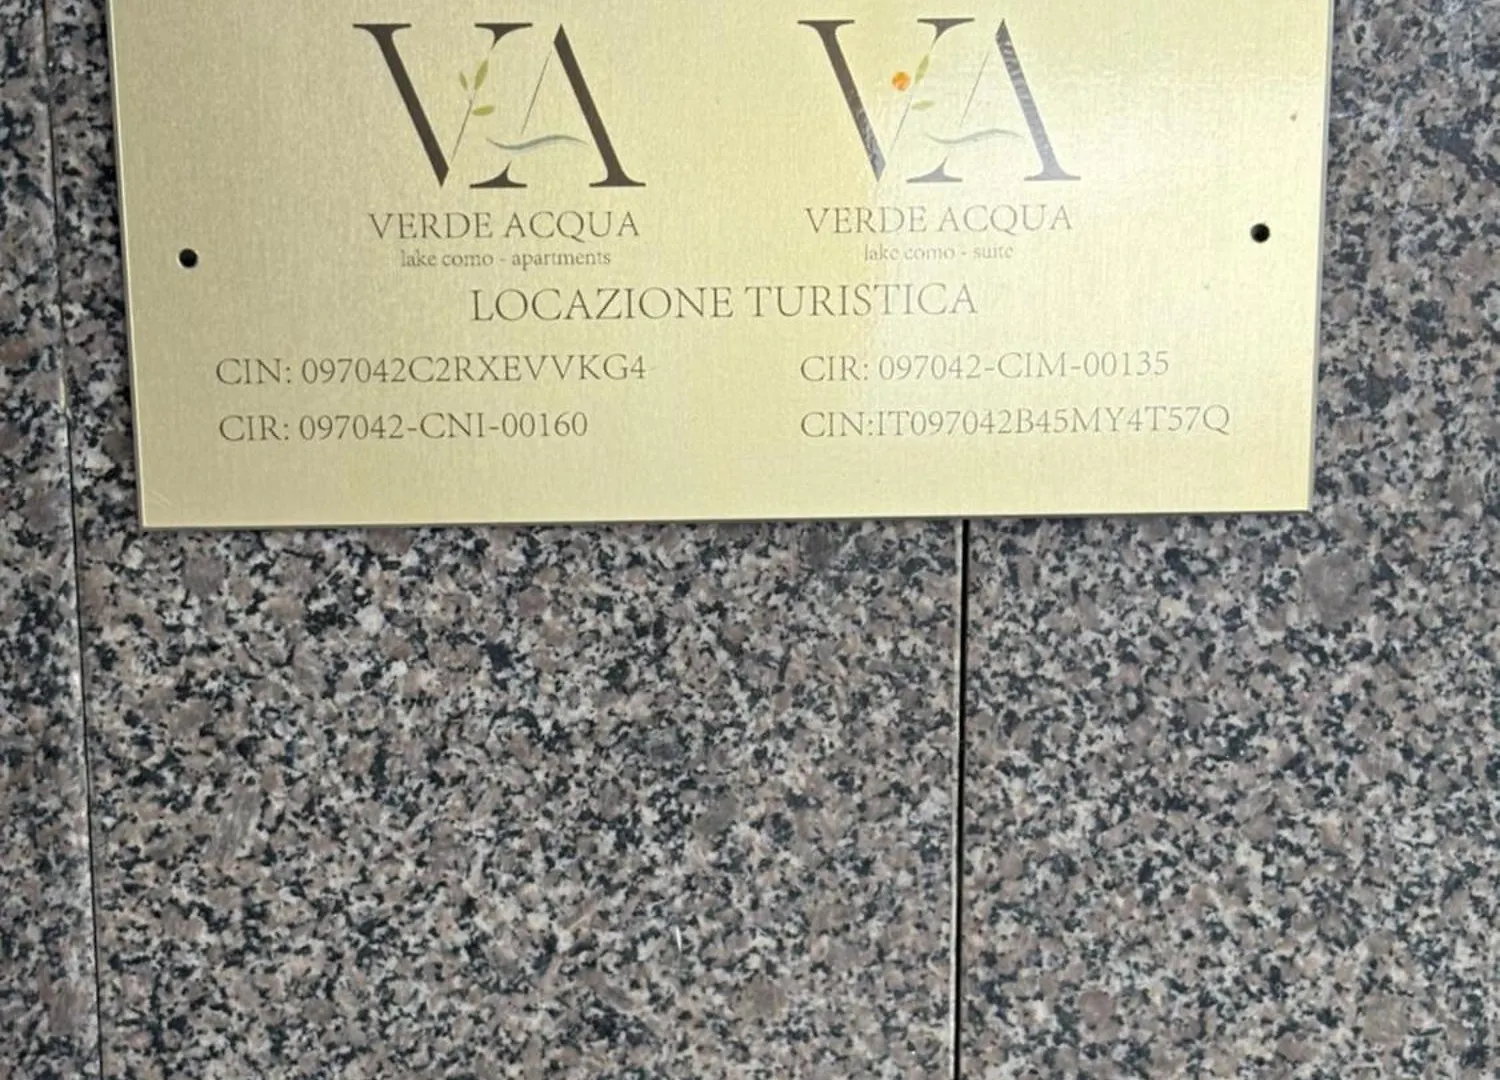 VA VA
VERDE ACQUA VERDE ACQUA
lake como - apartments lake como - suite
LOCAZIONE TURISTICA
CIN: 097042C2RXEVVKG4 CIR: 097042-CIM-00135
CIR: 097042-CNI-00160 CIN:IT097042B45MY4T57Q